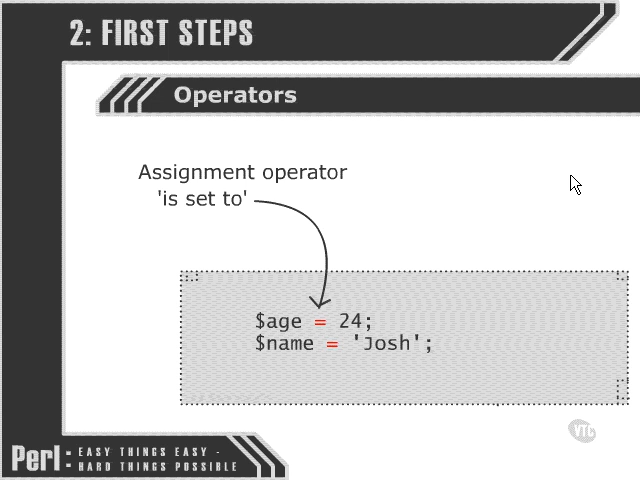 2: FIRST STEPS
Operators
Assignment operator
'is set to'
$age = 24;
$name = 'Josh';
VTC
Perl: EASY THINGS EASY -
HARD THINGS POSSIBLE